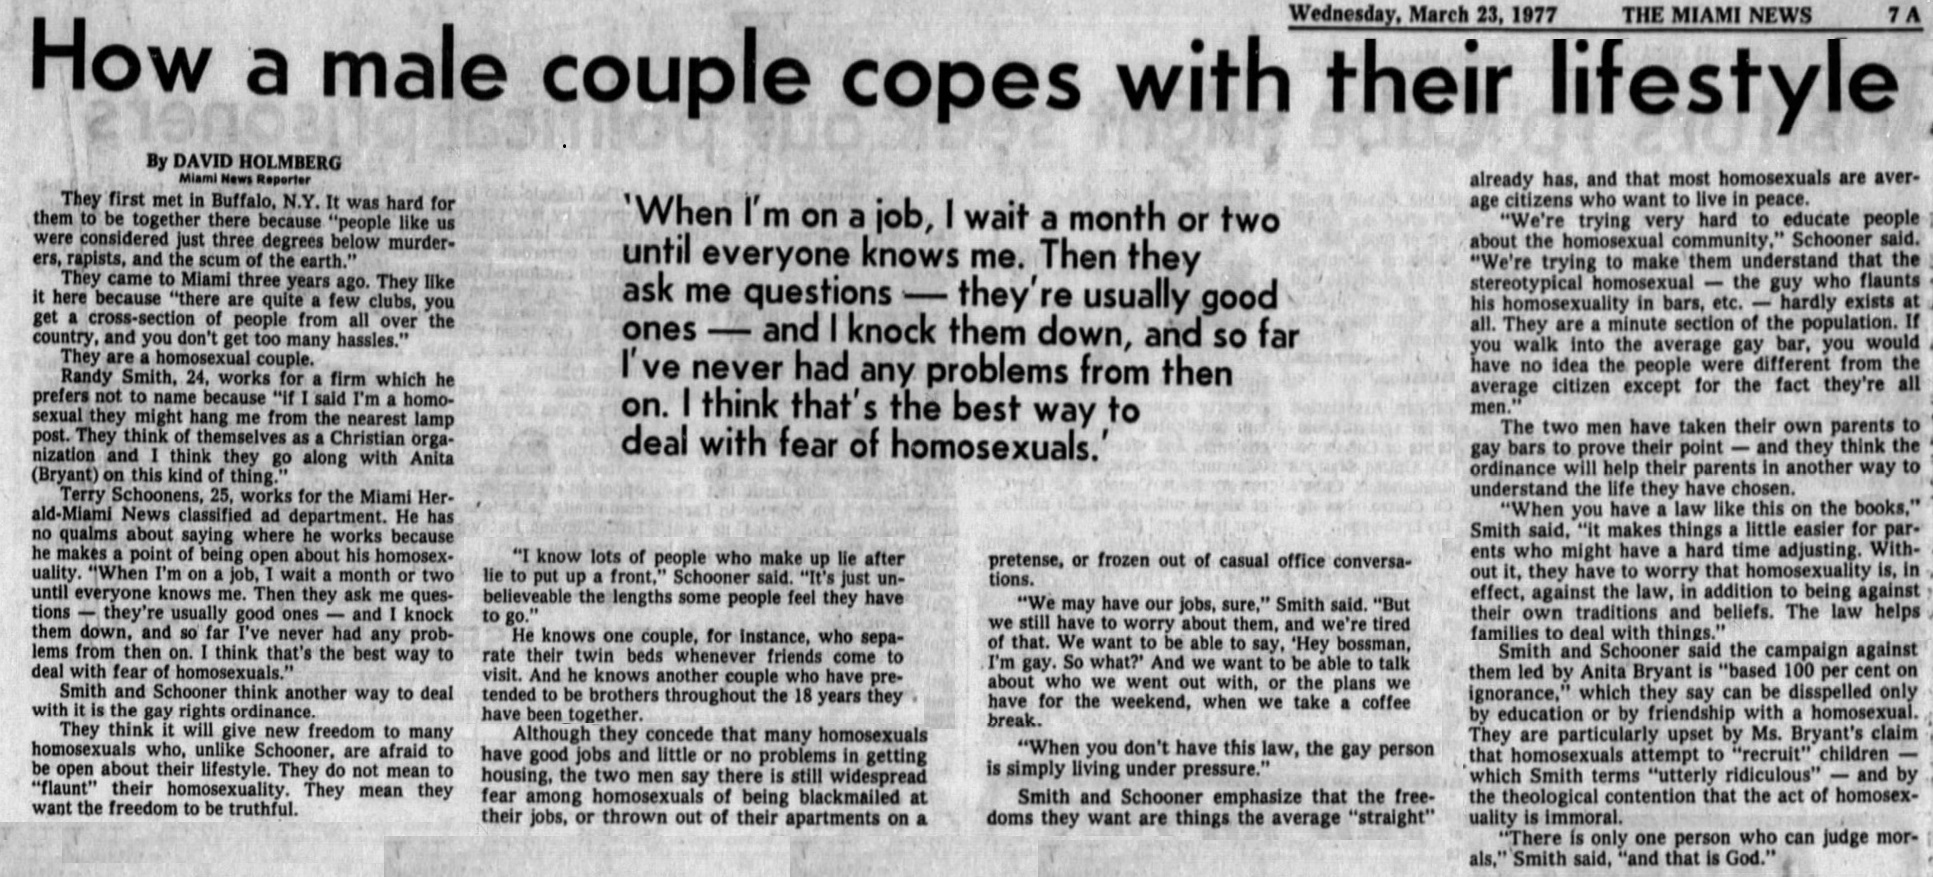 Wednesday, March 23, 1977 THE MIAMI NEWS 7 A
How a male couple copes with their lifestyle
By DAVID HOLMBERG
Miami News Reporter
They first met in Buffalo, N.Y. It was hard for
them to be together there because "people like us
were considered just three degrees below murder-
ers, rapists, and the scum of the earth."
They came to Miami three years ago. They like
it here because "there are quite a few clubs, you
get a cross-section of people from all over the
country, and you don't get too many hassles."
They are a homosexual couple.
Randy Smith, 24, works for a firm which he
prefers not to name because "if I said I'm a homo-
sexual they might hang me from the nearest lamp
post. They think of themselves as a Christian orga-
nization and I think they go along with Anita
(Bryant) on this kind of thing."
Terry Schoonens, 25, works for the Miami Her-
ald-Miami News classified ad department. He has
no qualms about saying where he works because
he makes a point of being open about his homosex-
uality. "When I'm on a job, I wait a month or two
until everyone knows me. Then they ask me ques-
tions — they're usually good ones — and I knock
them down, and so far I've never had any prob-
lems from then on. I think that's the best way to
deal with fear of homosexuals."
Smith and Schooner think another way to deal
with it is the gay rights ordinance.
They think it will give new freedom to many
homosexuals who, unlike Schooner, are afraid to
be open about their lifestyle. They do not mean to
"flaunt" their homosexuality. They mean they
want the freedom to be truthful.
'When I'm on a job, I wait a month or two
until everyone knows me. Then they
ask me questions — they're usually good
ones — and I knock them down, and so far
I've never had any problems from then
on. I think that's the best way to
deal with fear of homosexuals.'
"I know lots of people who make up lie after
lie to put up a front," Schooner said. "It's just un-
believeable the lengths some people feel they have
to go."
He knows one couple, for instance, who sepa-
rate their twin beds whenever friends come to
visit. And he knows another couple who have pre-
tended to be brothers throughout the 18 years they
have been together.
Although they concede that many homosexuals
have good jobs and little or no problems in getting
housing, the two men say there is still widespread
fear among homosexuals of being blackmailed at
their jobs, or thrown out of their apartments on a
pretense, or frozen out of casual office conversa-
tions.
"We may have our jobs, sure," Smith said. "But
we still have to worry about them, and we're tired
of that. We want to be able to say, 'Hey bossman,
I'm gay. So what?' And we want to be able to talk
about who we went out with, or the plans we
have for the weekend, when we take a coffee
break.
"When you don't have this law, the gay person
is simply living under pressure."
Smith and Schooner emphasize that the free-
doms they want are things the average "straight"
already has, and that most homosexuals are aver-
age citizens who want to live in peace.
"We're trying very hard to educate people
about the homosexual community," Schooner said.
"We're trying to make them understand that the
stereotypical homosexual — the guy who flaunts
his homosexuality in bars, etc. — hardly exists at
all. They are a minute section of the population. If
you walk into the average gay bar, you would
have no idea the people were different from the
average citizen except for the fact they're all
men."
The two men have taken their own parents to
gay bars to prove their point — and they think the
ordinance will help their parents in another way to
understand the life they have chosen.
"When you have a law like this on the books,"
Smith said, "it makes things a little easier for par-
ents who might have a hard time adjusting. With-
out it, they have to worry that homosexuality is, in
effect, against the law, in addition to being against
their own traditions and beliefs. The law helps
families to deal with things."
Smith and Schooner said the campaign against
them led by Anita Bryant is "based 100 per cent on
ignorance," which they say can be dispelled only
by education or by friendship with a homosexual.
They are particularly upset by Ms. Bryant's claim
that homosexuals attempt to "recruit" children —
which Smith terms "utterly ridiculous" — and by
the theological contention that the act of homosex-
uality is immoral.
"There is only one person who can judge mor-
als," Smith said, "and that is God."